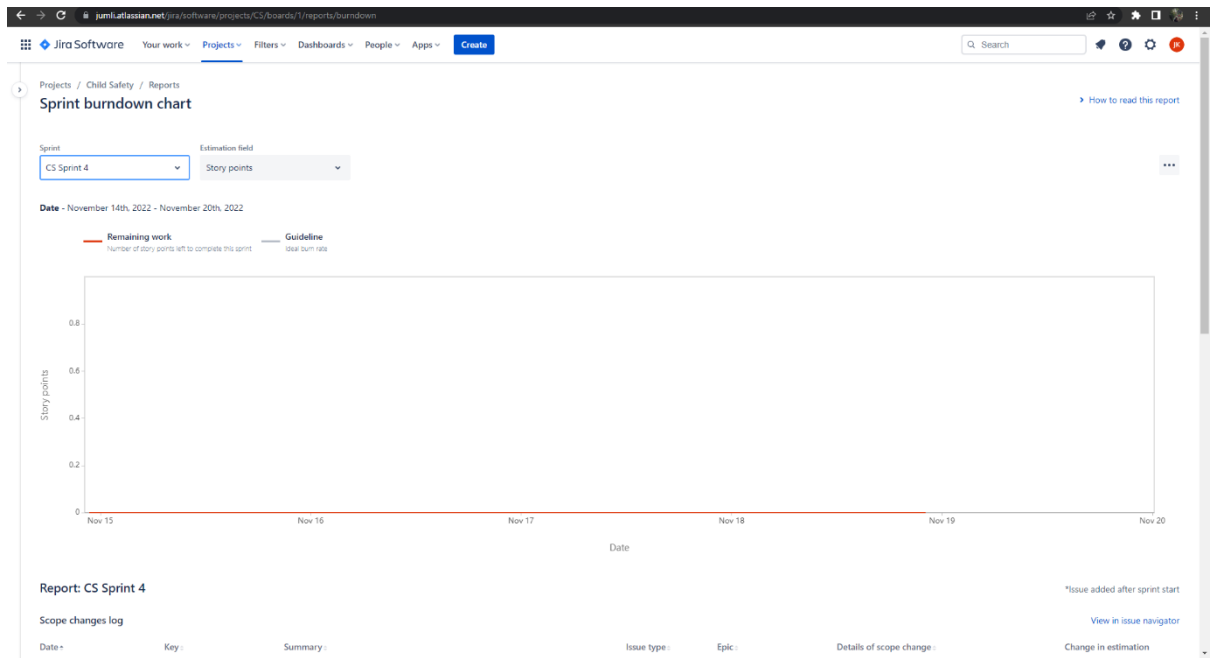 jumli.atlassian.net/jira/software/projects/CS/boards/1/reports/burndown
Jira Software Your work Projects Filters Dashboards People Apps Create Search JK
Projects / Child Safety / Reports
Sprint burndown chart
How to read this report
Sprint Estimation field
CS Sprint 4 Story points
Date - November 14th, 2022 - November 20th, 2022
Remaining work Guideline
Number of story points left to complete this sprint Ideal burn rate
0.8
0.6
Story points
0.4
0.2
0
Nov 15 Nov 16 Nov 17 Nov 18 Nov 19 Nov 20
Date
Report: CS Sprint 4 *Issue added after sprint start
Scope changes log View in issue navigator
Date Key Summary Issue type Epic Details of scope change Change in estimation